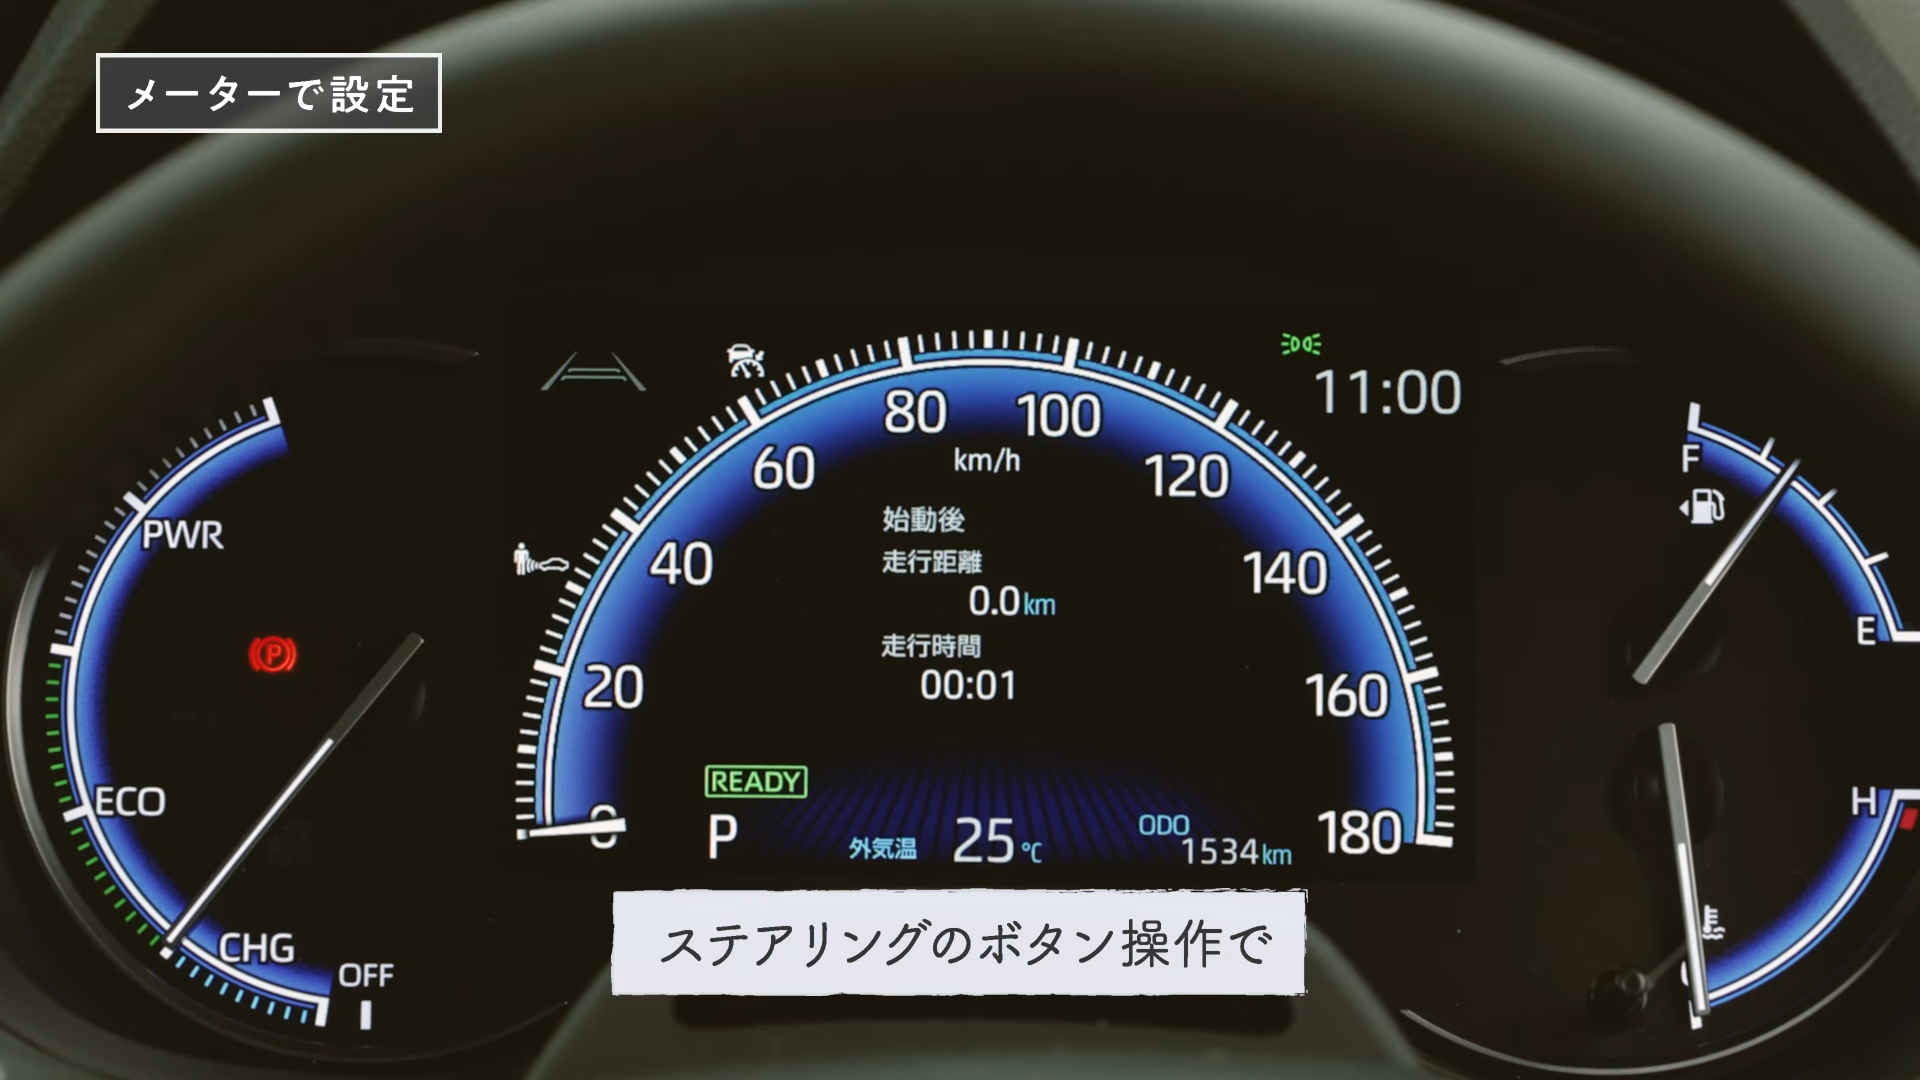 メーターで設定
11:00
80
100
km/h
60
120
40
140
20
160
0
180
始動後
走行距離
0.0km
走行時間
00:01
READY
P
外気温
25℃
ODO
1534km
PWR
P
ECO
CHG
OFF
F
E
H
ステアリングのボタン操作で